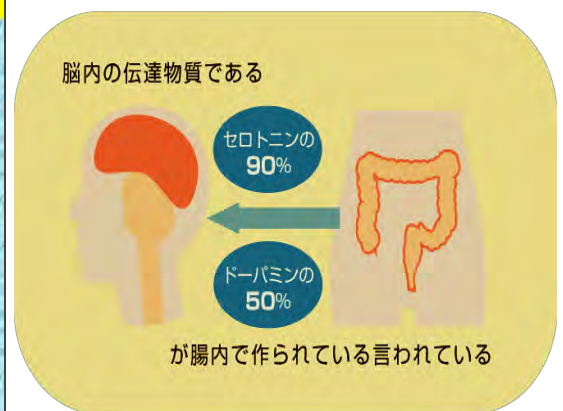 脳内の伝達物質である
セロトニンの
90%
ドーパミンの
50%
が腸内で作られている言われている